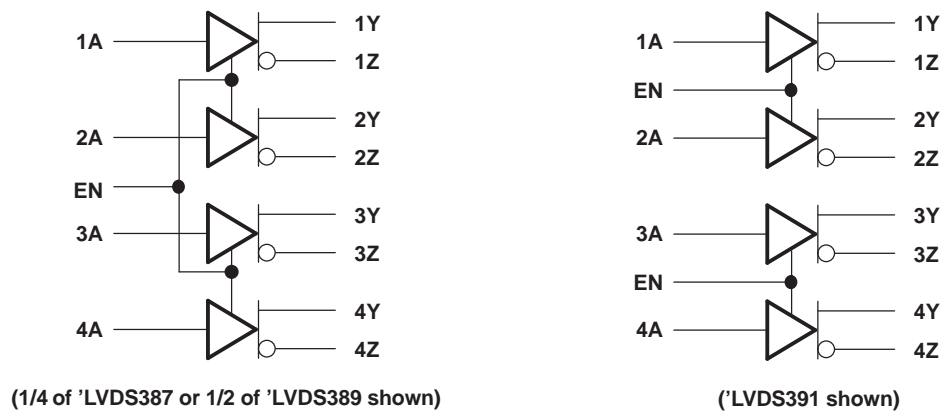 1A
1Y
1Z
2A
2Y
2Z
EN
3A
3Y
3Z
4A
4Y
4Z
(1/4 of ’LVDS387 or 1/2 of ’LVDS389 shown)
1A
1Y
1Z
EN
2A
2Y
2Z
3A
3Y
3Z
EN
4A
4Y
4Z
(’LVDS391 shown)